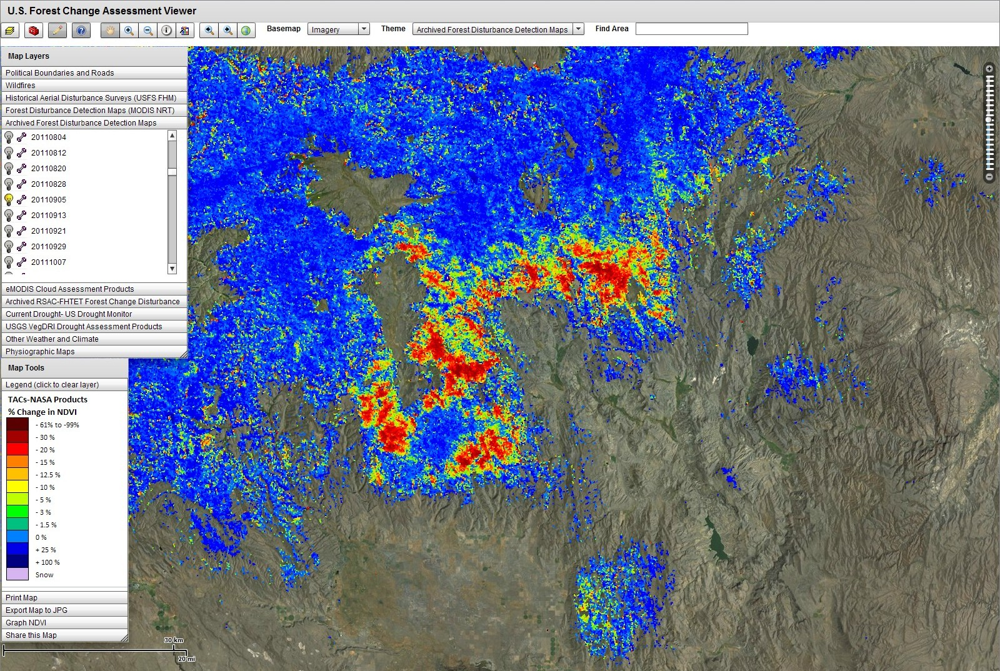 U.S. Forest Change Assessment Viewer
Basemap Imagery Theme Archived Forest Disturbance Detection Maps Find Area
Map Layers
Political Boundaries and Roads
Wildfires
Historical Aerial Disturbance Surveys (USFS FHM)
Forest Disturbance Detection Maps (MODIS NRT)
Archived Forest Disturbance Detection Maps
20110804
20110812
20110820
20110828
20110905
20110913
20110921
20110929
20111007
eMODIS Cloud Assessment Products
Archived RSAC-FHTET Forest Change Disturbance
Current Drought- US Drought Monitor
USGS VegDRI Drought Assessment Products
Other Weather and Climate
Physiographic Maps
Map Tools
Legend (click to clear layer)
TACs-NASA Products
% Change in NDVI
- 61% to -99%
- 30 %
- 20 %
- 15 %
- 12.5 %
- 10 %
- 5 %
- 3 %
- 1.5 %
0 %
+ 25 %
+ 100 %
Snow
Print Map
Export Map to JPG
Graph NDVI
Share this Map
30 km
20 mi